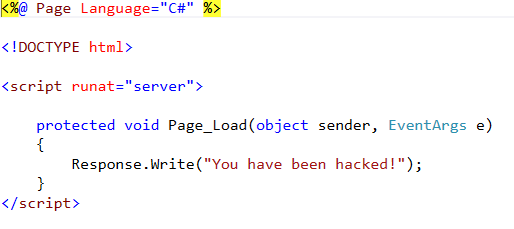 <%@ Page Language="C#" %>
<!DOCTYPE html>
<script runat="server">
protected void Page_Load(object sender, EventArgs e)
{
Response.Write("You have been hacked!");
}
</script>